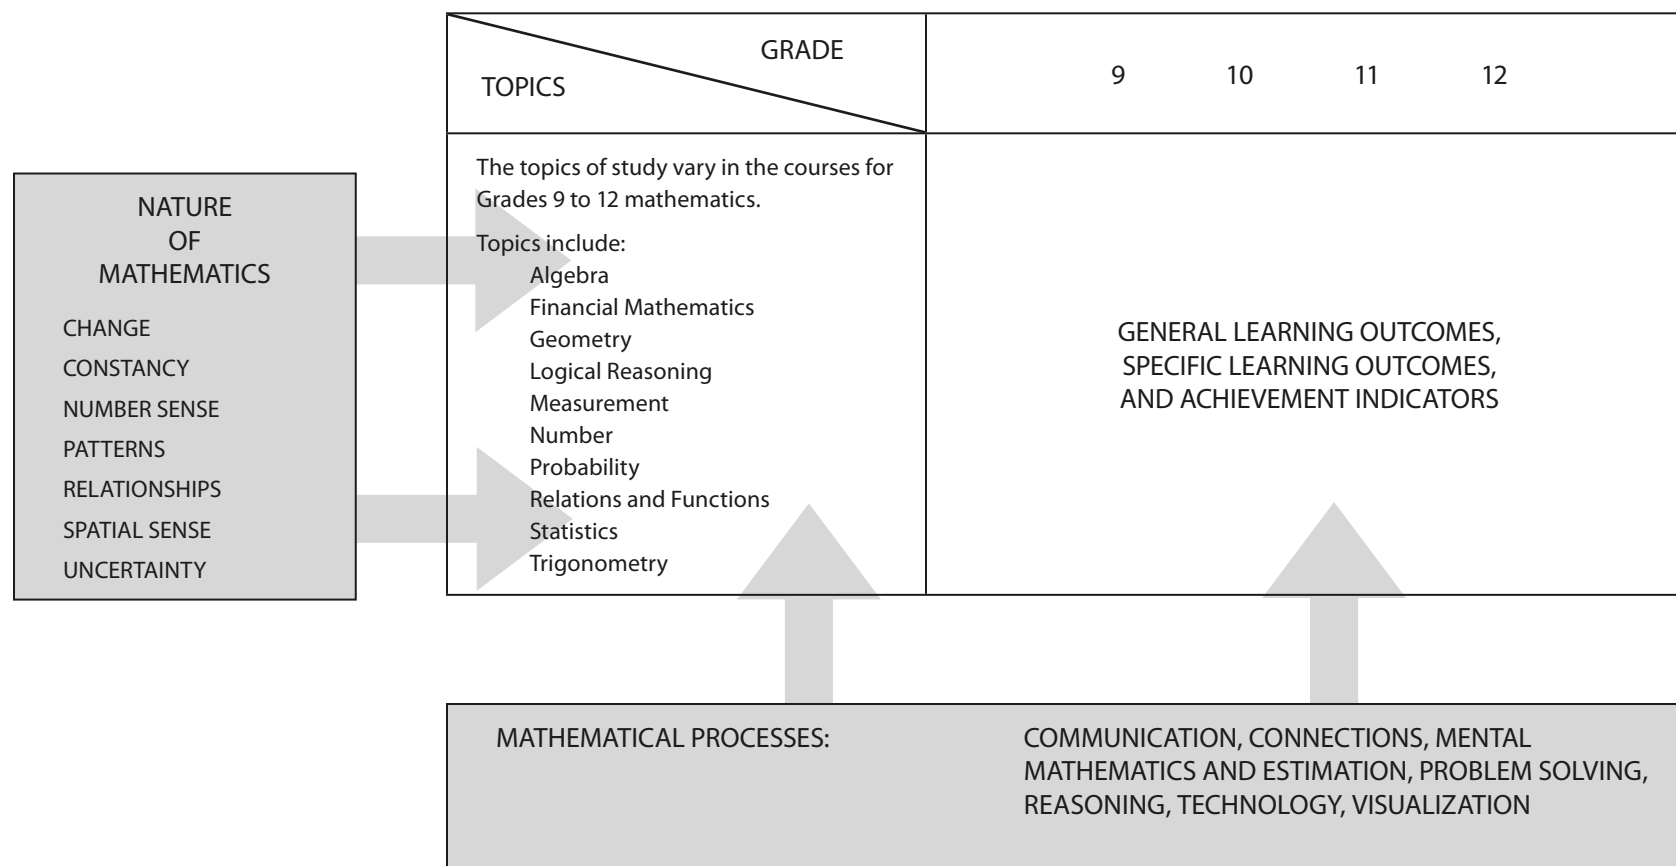 GRADE
TOPICS
9 10 11 12
NATURE
OF
MATHEMATICS
CHANGE
CONSTANCY
NUMBER SENSE
PATTERNS
RELATIONSHIPS
SPATIAL SENSE
UNCERTAINTY
The topics of study vary in the courses for
Grades 9 to 12 mathematics.
Topics include:
Algebra
Financial Mathematics
Geometry
Logical Reasoning
Measurement
Number
Probability
Relations and Functions
Statistics
Trigonometry
GENERAL LEARNING OUTCOMES,
SPECIFIC LEARNING OUTCOMES,
AND ACHIEVEMENT INDICATORS
MATHEMATICAL PROCESSES:
COMMUNICATION, CONNECTIONS, MENTAL
MATHEMATICS AND ESTIMATION, PROBLEM SOLVING,
REASONING, TECHNOLOGY, VISUALIZATION